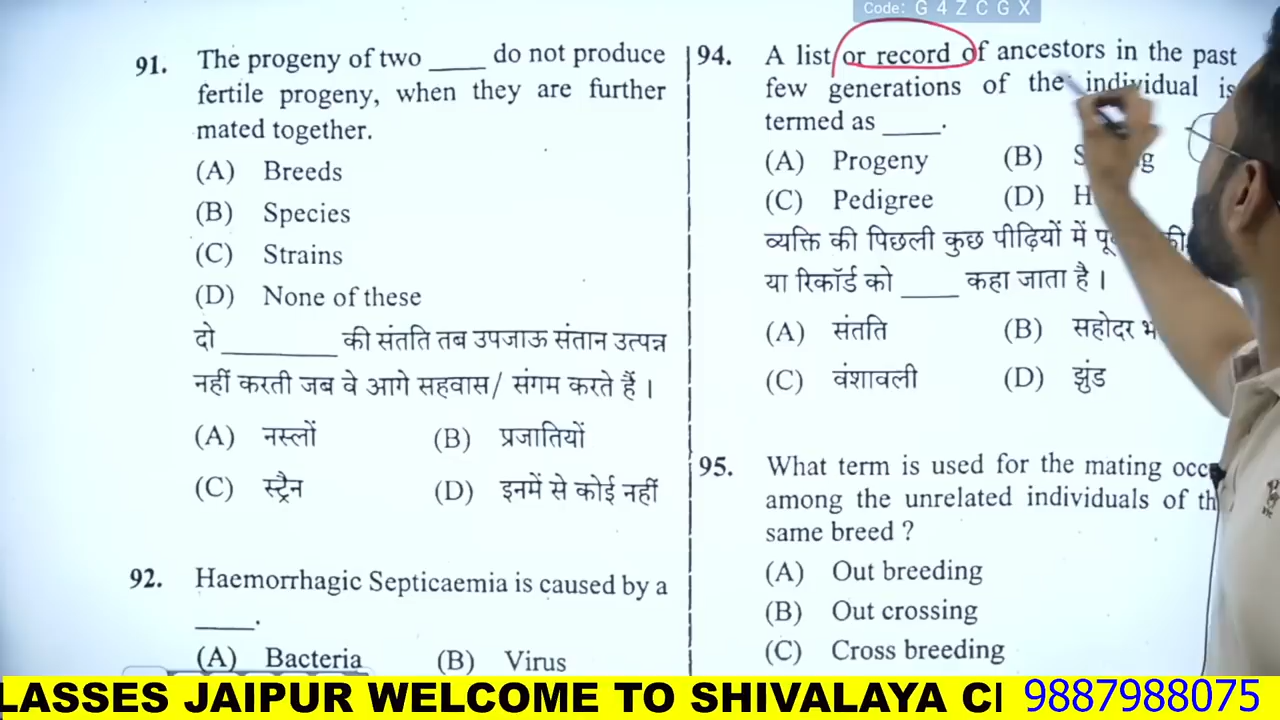 Code: G 4 Z C G X
91. The progeny of two ____ do not produce
fertile progeny, when they are further
mated together.
(A) Breeds
(B) Species
(C) Strains
(D) None of these
दो ________ की संतति तब उपजाऊ संतान उत्पन्न
नहीं करती जब वे आगे सहवास/ संगम करते हैं ।
(A) नस्लों (B) प्रजातियों
(C) स्ट्रैन (D) इनमें से कोई नहीं
92. Haemorrhagic Septicaemia is caused by a
____.
(A) Bacteria (B) Virus
94. A list or record of ancestors in the past
few generations of the individual is
termed as ____.
(A) Progeny (B)
(C) Pedigree (D)
व्यक्ति की पिछली कुछ पीढ़ियों में
या रिकॉर्ड को ____ कहा जाता है ।
(A) संतति (B) सहोदर
(C) वंशावली (D) झुंड
95. What term is used for the mating
among the unrelated individuals of
same breed ?
(A) Out breeding
(B) Out crossing
(C) Cross breeding
LASSES JAIPUR WELCOME TO SHIVALAYA 9887988075